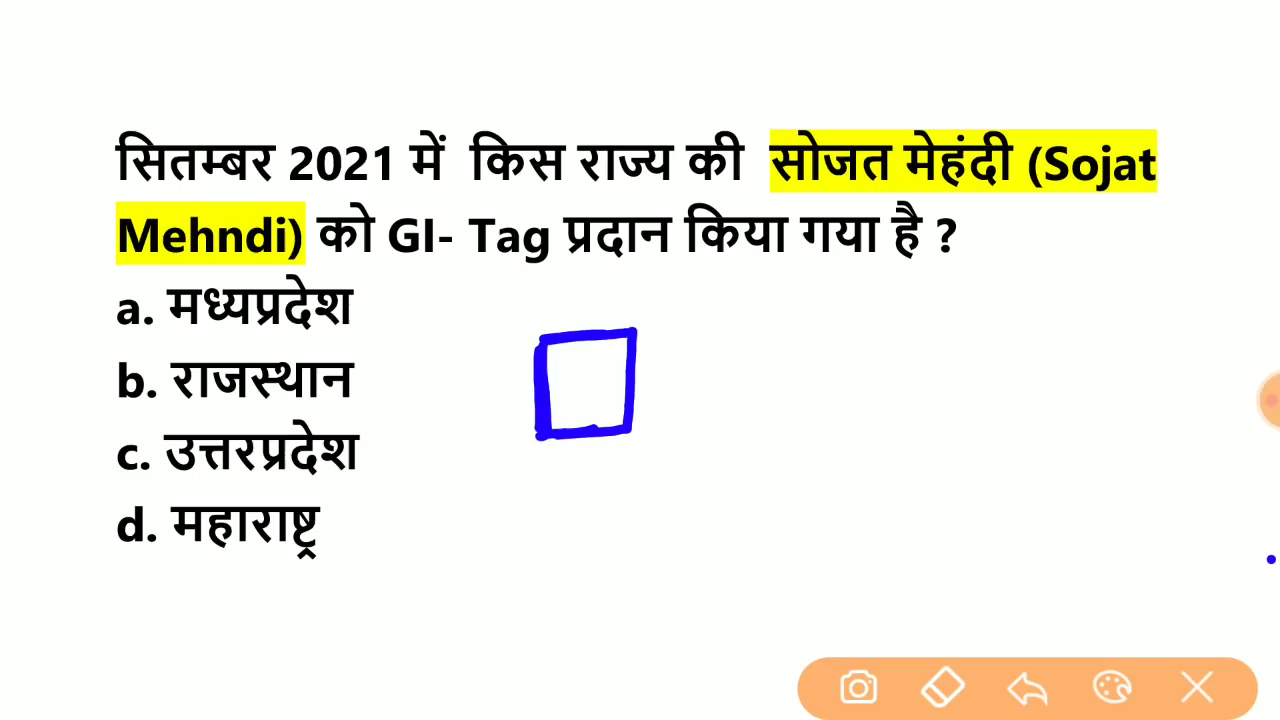 सितम्बर 2021 में किस राज्य की सोजत मेहंदी (Sojat
Mehndi) को GI- Tag प्रदान किया गया है ?
a. मध्यप्रदेश
b. राजस्थान
c. उत्तरप्रदेश
d. महाराष्ट्र